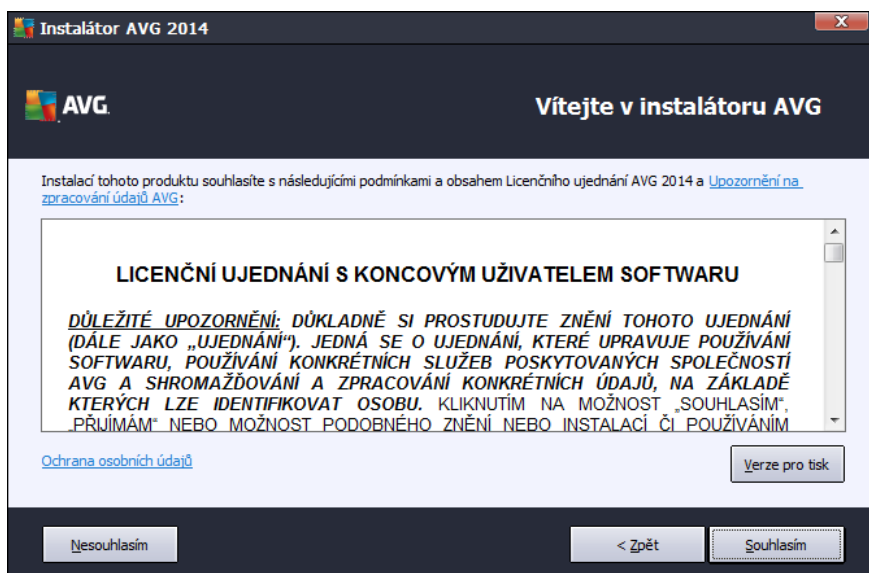 Instalátor AVG 2014
X
AVG.
Vítejte v instalátoru AVG
Instalací tohoto produktu souhlasíte s následujícími podmínkami a obsahem Licenčního ujednání AVG 2014 a Upozornění na
zpracování údajů AVG:
LICENČNÍ UJEDNÁNÍ S KONCOVÝM UŽIVATELEM SOFTWARU
DŮLEŽITÉ UPOZORNĚNÍ: DŮKLADNĚ SI PROSTUDUJTE ZNĚNÍ TOHOTO UJEDNÁNÍ
(DÁLE JAKO „UJEDNÁNÍ“). JEDNÁ SE O UJEDNÁNÍ, KTERÉ UPRAVUJE POUŽÍVÁNÍ
SOFTWARU, POUŽÍVÁNÍ KONKRÉTNÍCH SLUŽEB POSKYTOVANÝCH SPOLEČNOSTÍ
AVG A SHROMAŽĎOVÁNÍ A ZPRACOVÁNÍ KONKRÉTNÍCH ÚDAJŮ, NA ZÁKLADĚ
KTERÝCH LZE IDENTIFIKOVAT OSOBU. KLIKNUTÍM NA MOŽNOST „SOUHLASÍM“,
„PŘIJÍMÁM“ NEBO MOŽNOST PODOBNÉHO ZNĚNÍ NEBO INSTALACÍ ČI POUŽÍVÁNÍM
Ochrana osobních údajů
Verze pro tisk
Nesouhlasím
< Zpět
Souhlasím